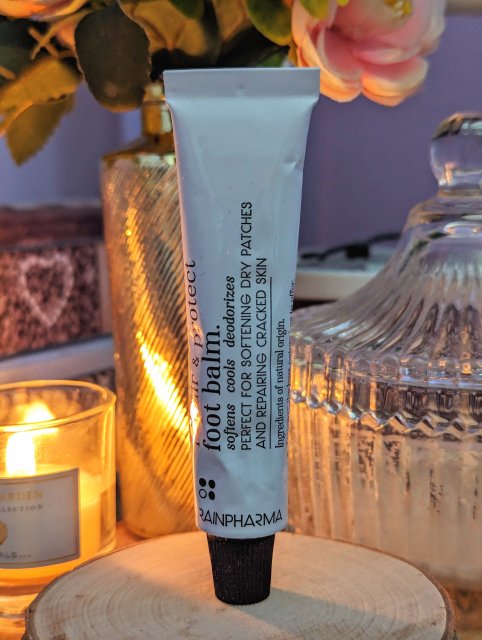 & protect
foot balm.
softens cools deodorizes
PERFECT FOR SOFTENING DRY PATCHES
AND REPAIRING CRACKED SKIN
Ingredients of natural origin.
RAINPHARMA
ARDEN